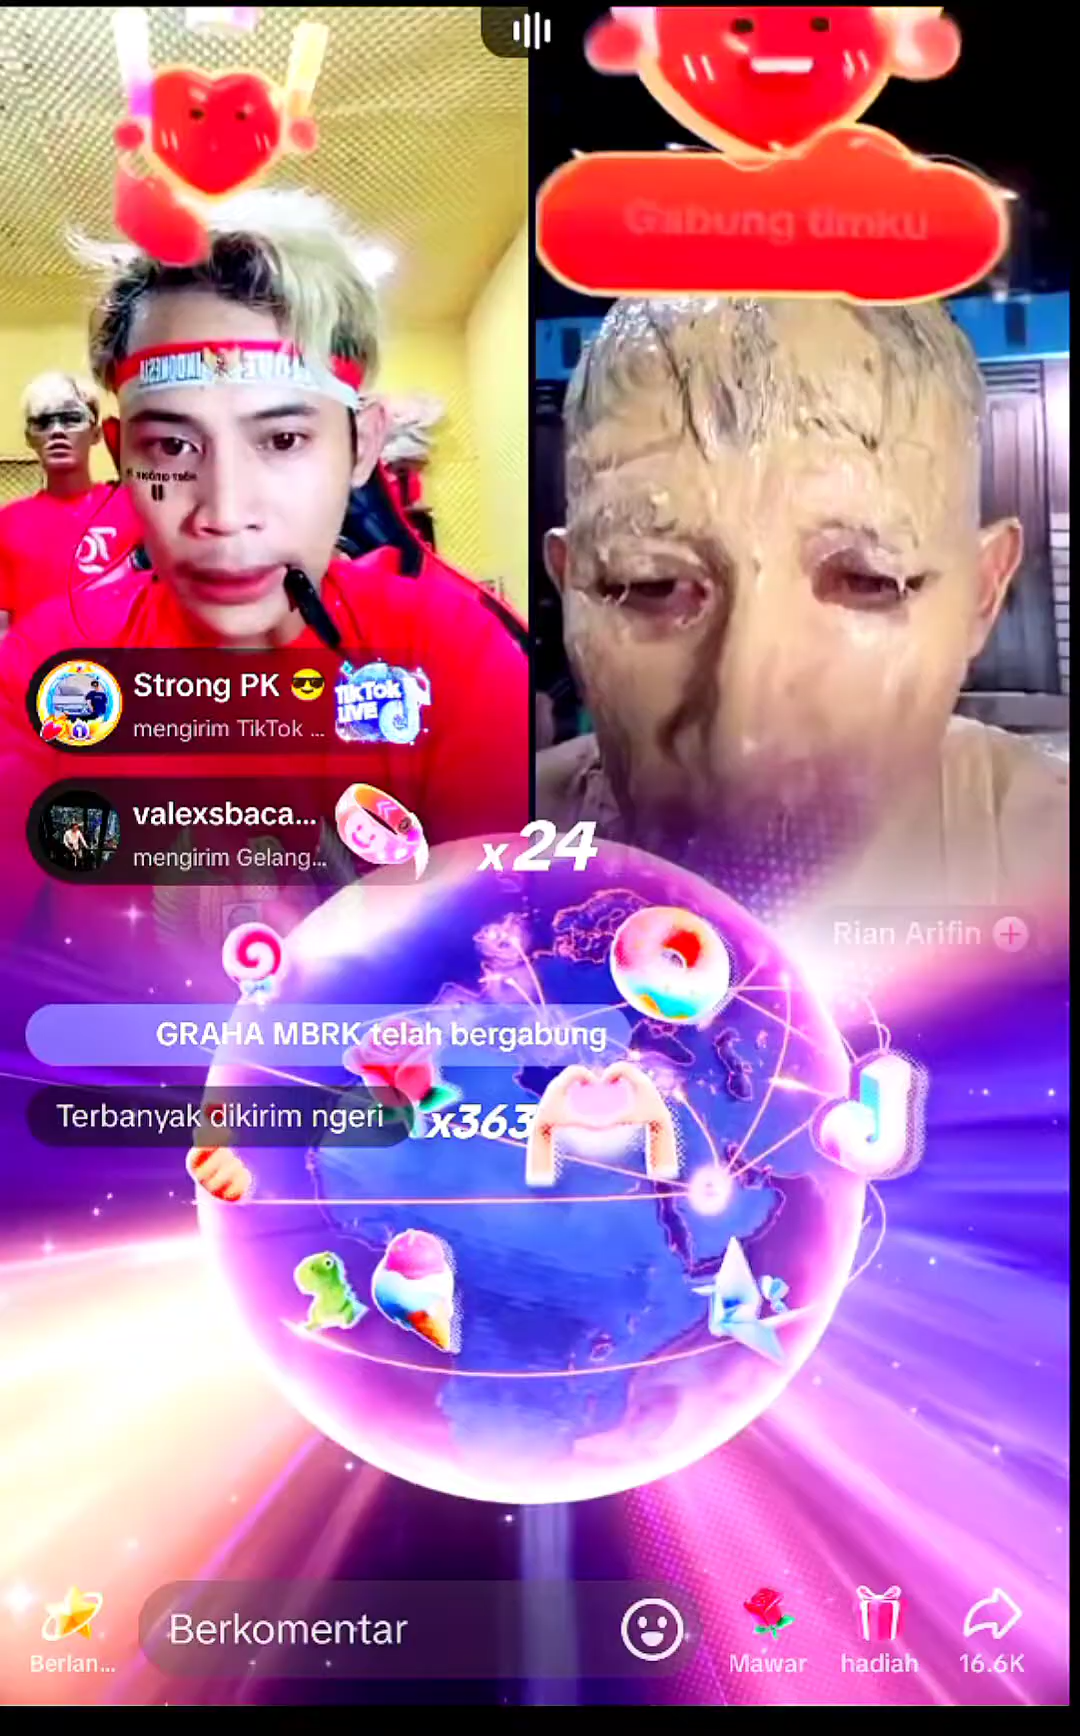 Gabung timku
INDONESIA
Strong PK 😎
mengirim TikTok ...
TikTok
LIVE
valexsbaca...
mengirim Gelang...
x24
Rian Arifin
GRAHA MBRK telah bergabung
Terbanyak dikirim ngeri
x363
Berlan...
Berkomentar
Mawar
hadiah
16.6K